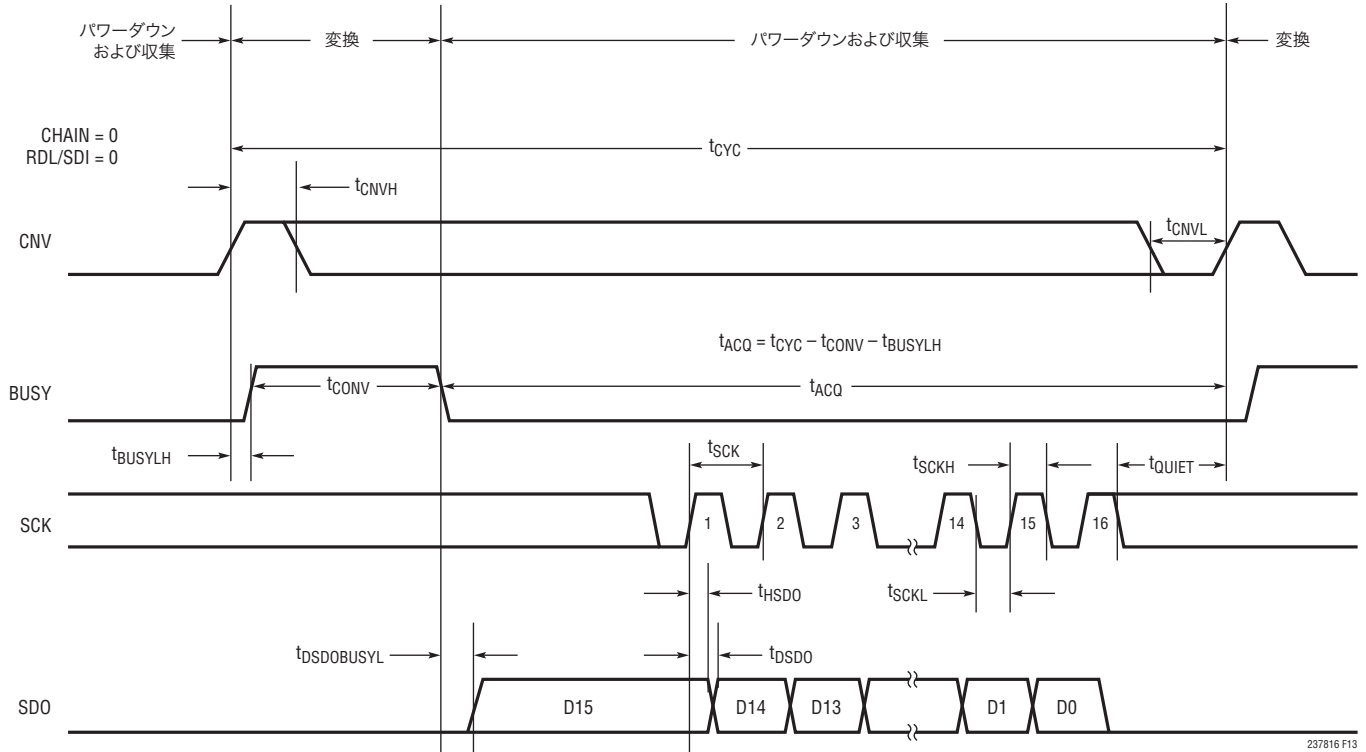 パワーダウン
および収集
変換
パワーダウンおよび収集
変換
CHAIN = 0
RDL/SDI = 0
tCYC
tCNVH
CNV
tCNVL
tACQ = tCYC – tCONV – tBUSYLH
BUSY
tCONV
tACQ
tBUSYLH
tSCK
tSCKH
tQUIET
SCK
1
2
3
14
15
16
tHSDO
tSCKL
tDSDOBUSYL
tDSDO
SDO
D15
D14
D13
D1
D0
237816 F13